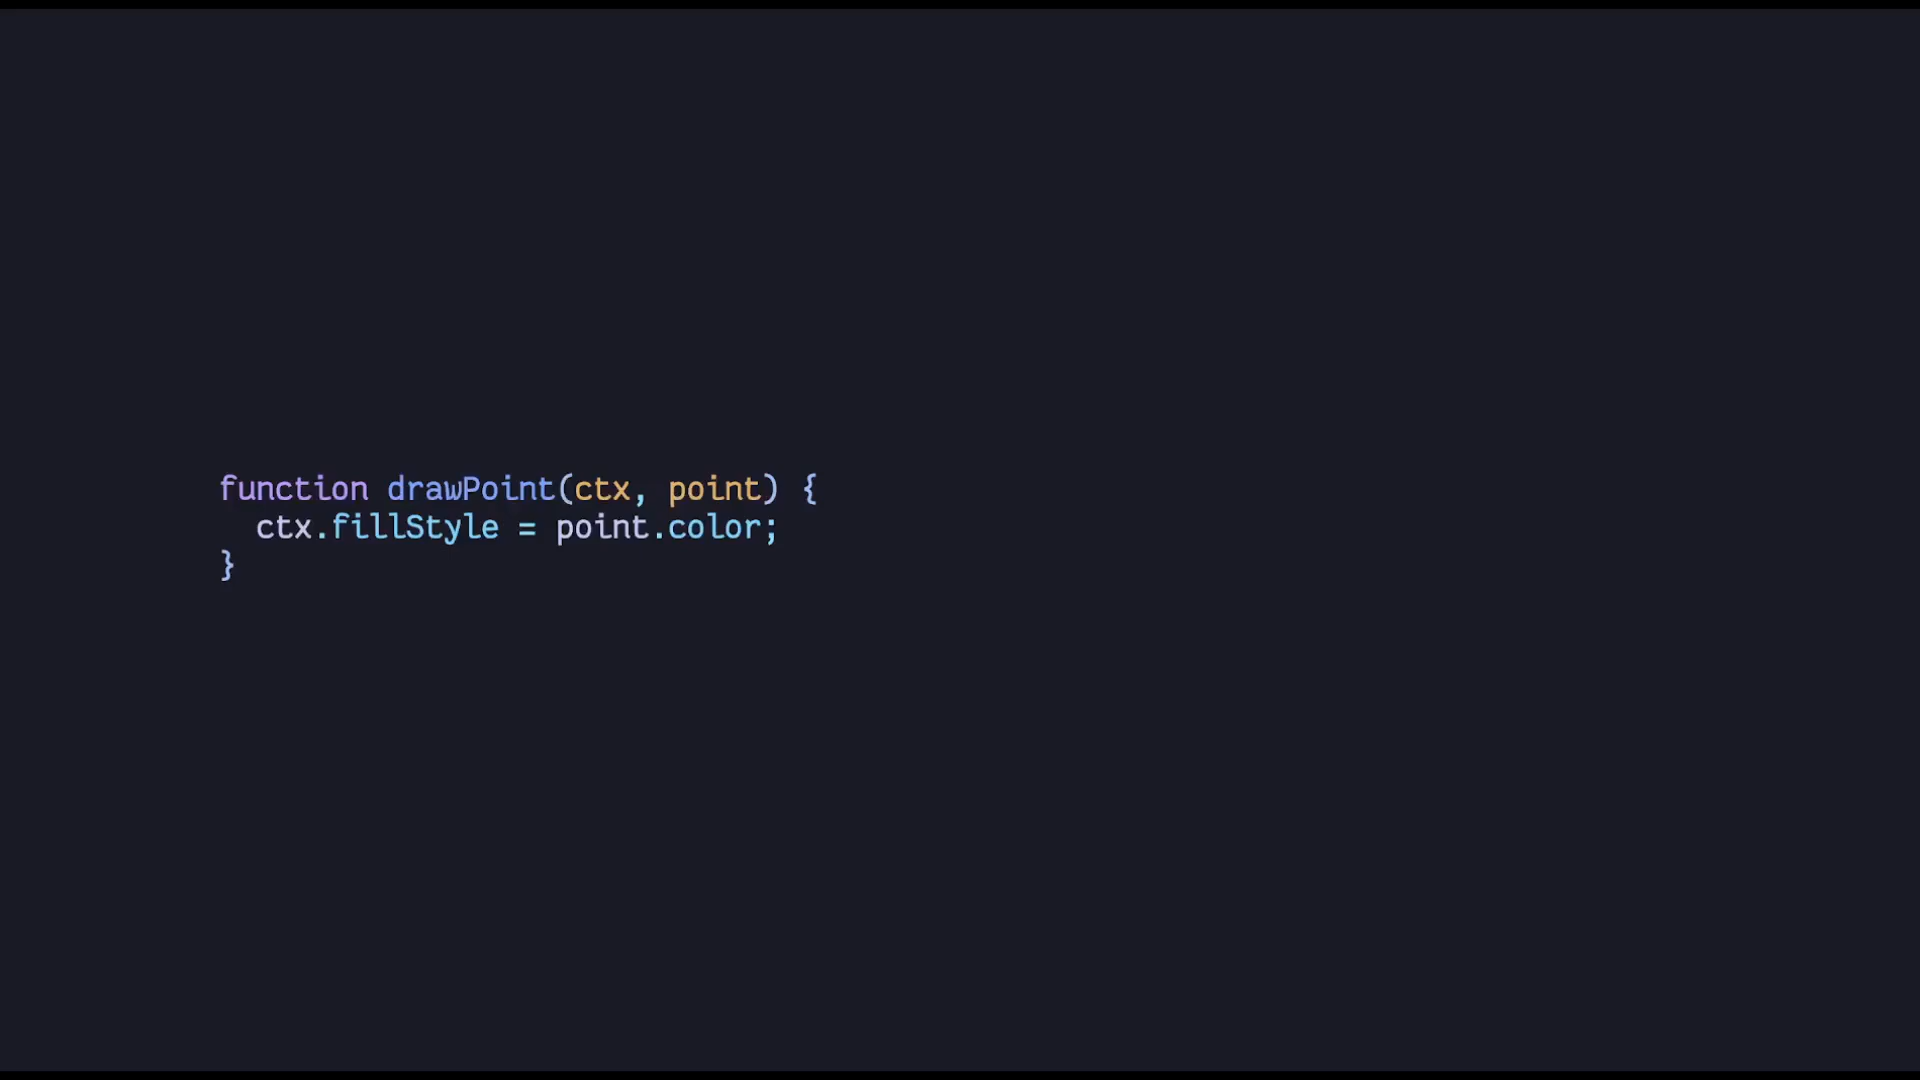 function drawPoint(ctx, point) {
  ctx.fillStyle = point.color;
}